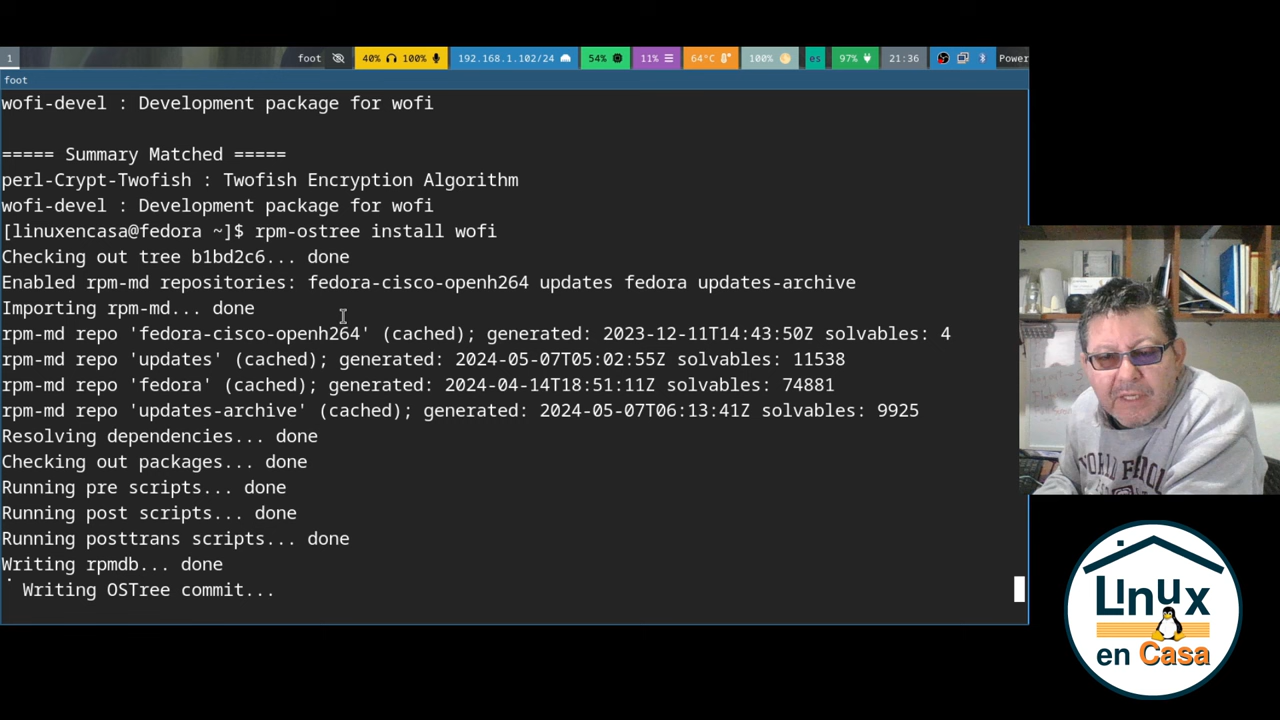 1 foot 40% 100% 192.168.1.102/24 54% 11% 64°C 100% es 97% 21:36 Power
foot
wofi-devel : Development package for wofi
===== Summary Matched =====
perl-Crypt-Twofish : Twofish Encryption Algorithm
wofi-devel : Development package for wofi
[linuxencasa@fedora ~]$ rpm-ostree install wofi
Checking out tree b1bd2c6... done
Enabled rpm-md repositories: fedora-cisco-openh264 updates fedora updates-archive
Importing rpm-md... done
rpm-md repo 'fedora-cisco-openh264' (cached); generated: 2023-12-11T14:43:50Z solvables: 4
rpm-md repo 'updates' (cached); generated: 2024-05-07T05:02:55Z solvables: 11538
rpm-md repo 'fedora' (cached); generated: 2024-04-14T18:51:11Z solvables: 74881
rpm-md repo 'updates-archive' (cached); generated: 2024-05-07T06:13:41Z solvables: 9925
Resolving dependencies... done
Checking out packages... done
Running pre scripts... done
Running post scripts... done
Running posttrans scripts... done
Writing rpmdb... done
Writing OSTree commit...
Linux
en Casa